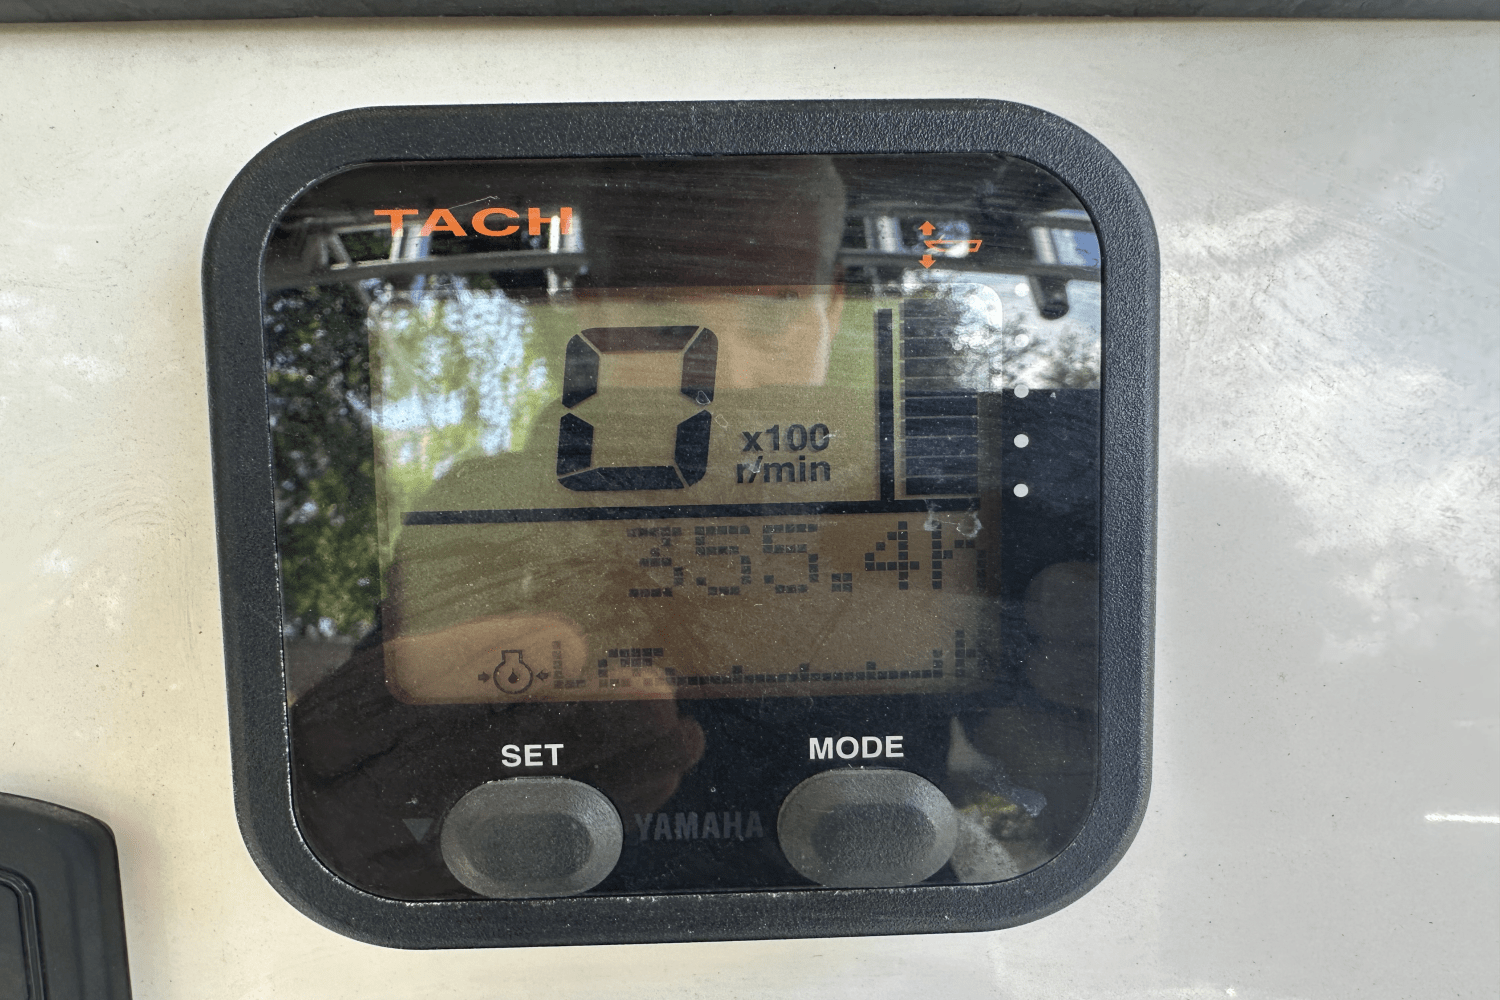 TACH
0
x100
r/min
355.4h
SET
MODE
YAMAHA